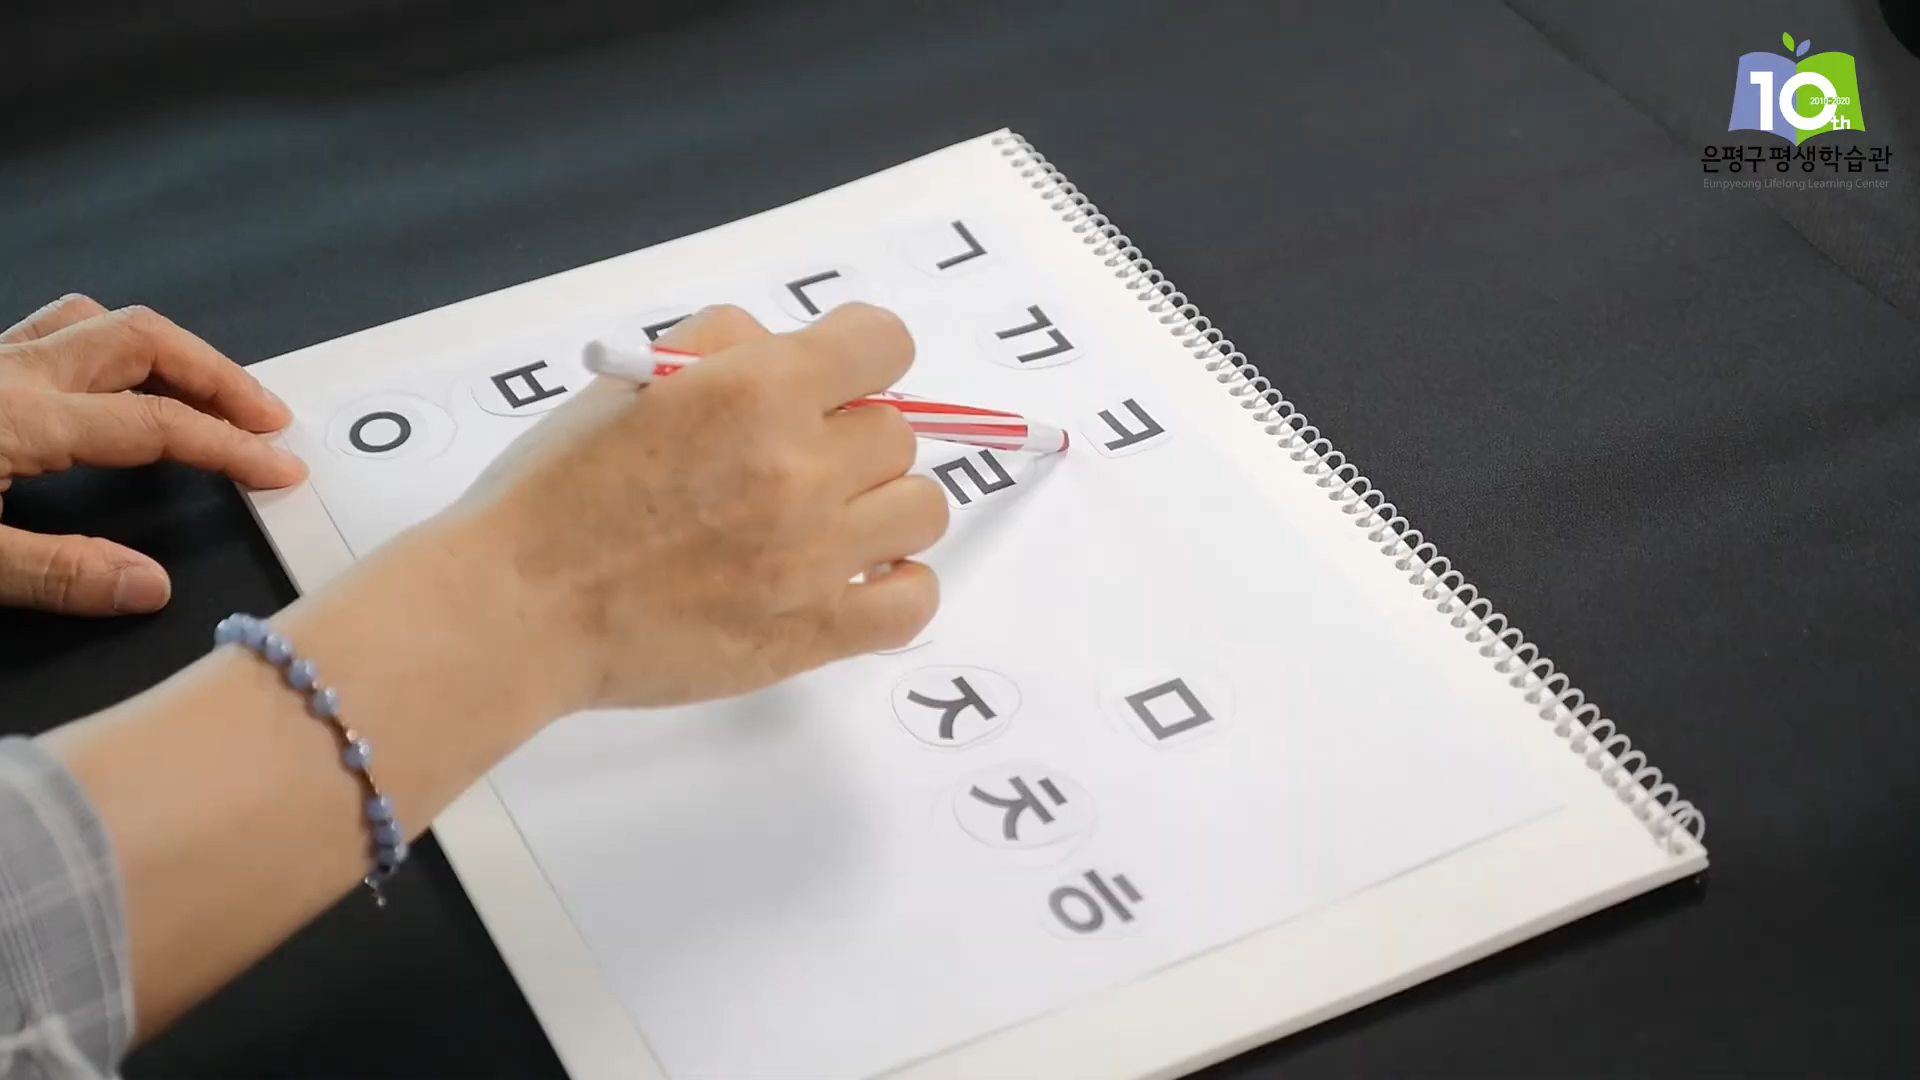 10th
2010-2020
은평구평생학습관
Eunpyeong Lifelong Learning Center
ㄱ ㄲ ㅋ
ㄴ ㄹ ㅁ
ㅂ
ㅇ ㅈ ㅊ ㅎ